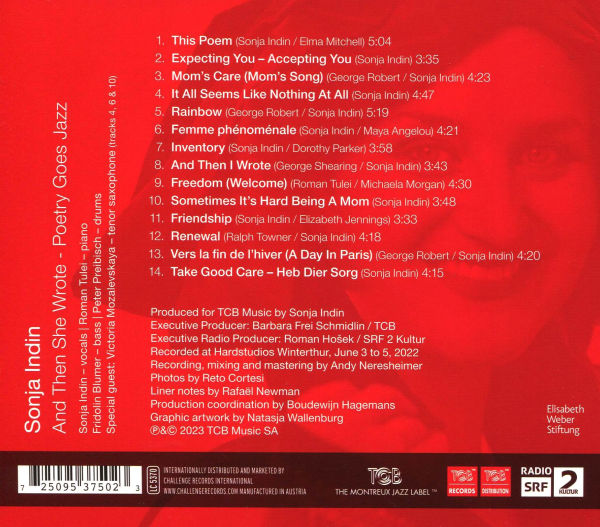 1. This Poem (Sonja Indin / Elma Mitchell) 5:04
2. Expecting You – Accepting You (Sonja Indin) 3:35
3. Mom's Care (Mom's Song) (George Robert / Sonja Indin) 4:23
4. It All Seems Like Nothing At All (Sonja Indin) 4:47
5. Rainbow (George Robert / Sonja Indin) 5:19
6. Femme phénoménale (Sonja Indin / Maya Angelou) 4:21
7. Inventory (Sonja Indin / Dorothy Parker) 3:58
8. And Then I Wrote (George Shearing / Sonja Indin) 3:43
9. Freedom (Welcome) (Roman Tulei / Michaela Morgan) 4:30
10. Sometimes It's Hard Being A Mom (Sonja Indin) 3:48
11. Friendship (Sonja Indin / Elizabeth Jennings) 3:33
12. Renewal (Ralph Towner / Sonja Indin) 4:18
13. Vers la fin de l'hiver (A Day In Paris) (George Robert / Sonja Indin) 4:20
14. Take Good Care – Heb Dier Sorg (Sonja Indin) 4:15
Produced for TCB Music by Sonja Indin
Executive Producer: Barbara Frei Schmidlin / TCB
Executive Radio Producer: Roman Hošek / SRF 2 Kultur
Recorded at Hardstudios Winterthur, June 3 to 5, 2022
Recording, mixing and mastering by Andy Neresheimer
Photos by Reto Cortesi
Liner notes by Rafaël Newman
Production coordination by Boudewijn Hagemans
Graphic artwork by Natasja Wallenburg
℗&© 2023 TCB Music SA
Sonja Indin
And Then She Wrote - Poetry Goes Jazz
Sonja Indin – vocals | Roman Tulei – piano
Fridolin Blumer – bass | Peter Preibisch – drums
Special guest: Victoria Mozalevskaya – tenor saxophone (tracks 4, 6 & 10)
Elisabeth
Weber
Stiftung
7 25095 37502 3
LC 5370
INTERNATIONALLY DISTRIBUTED AND MARKETED BY
CHALLENGE RECORDS INTERNATIONAL
WWW.CHALLENGERECORDS.COM MANUFACTURED IN AUSTRIA
TCB
THE MONTREUX JAZZ LABEL™
TCB
RECORDS
TCB
DISTRIBUTION
RADIO
SRF
2
KULTUR